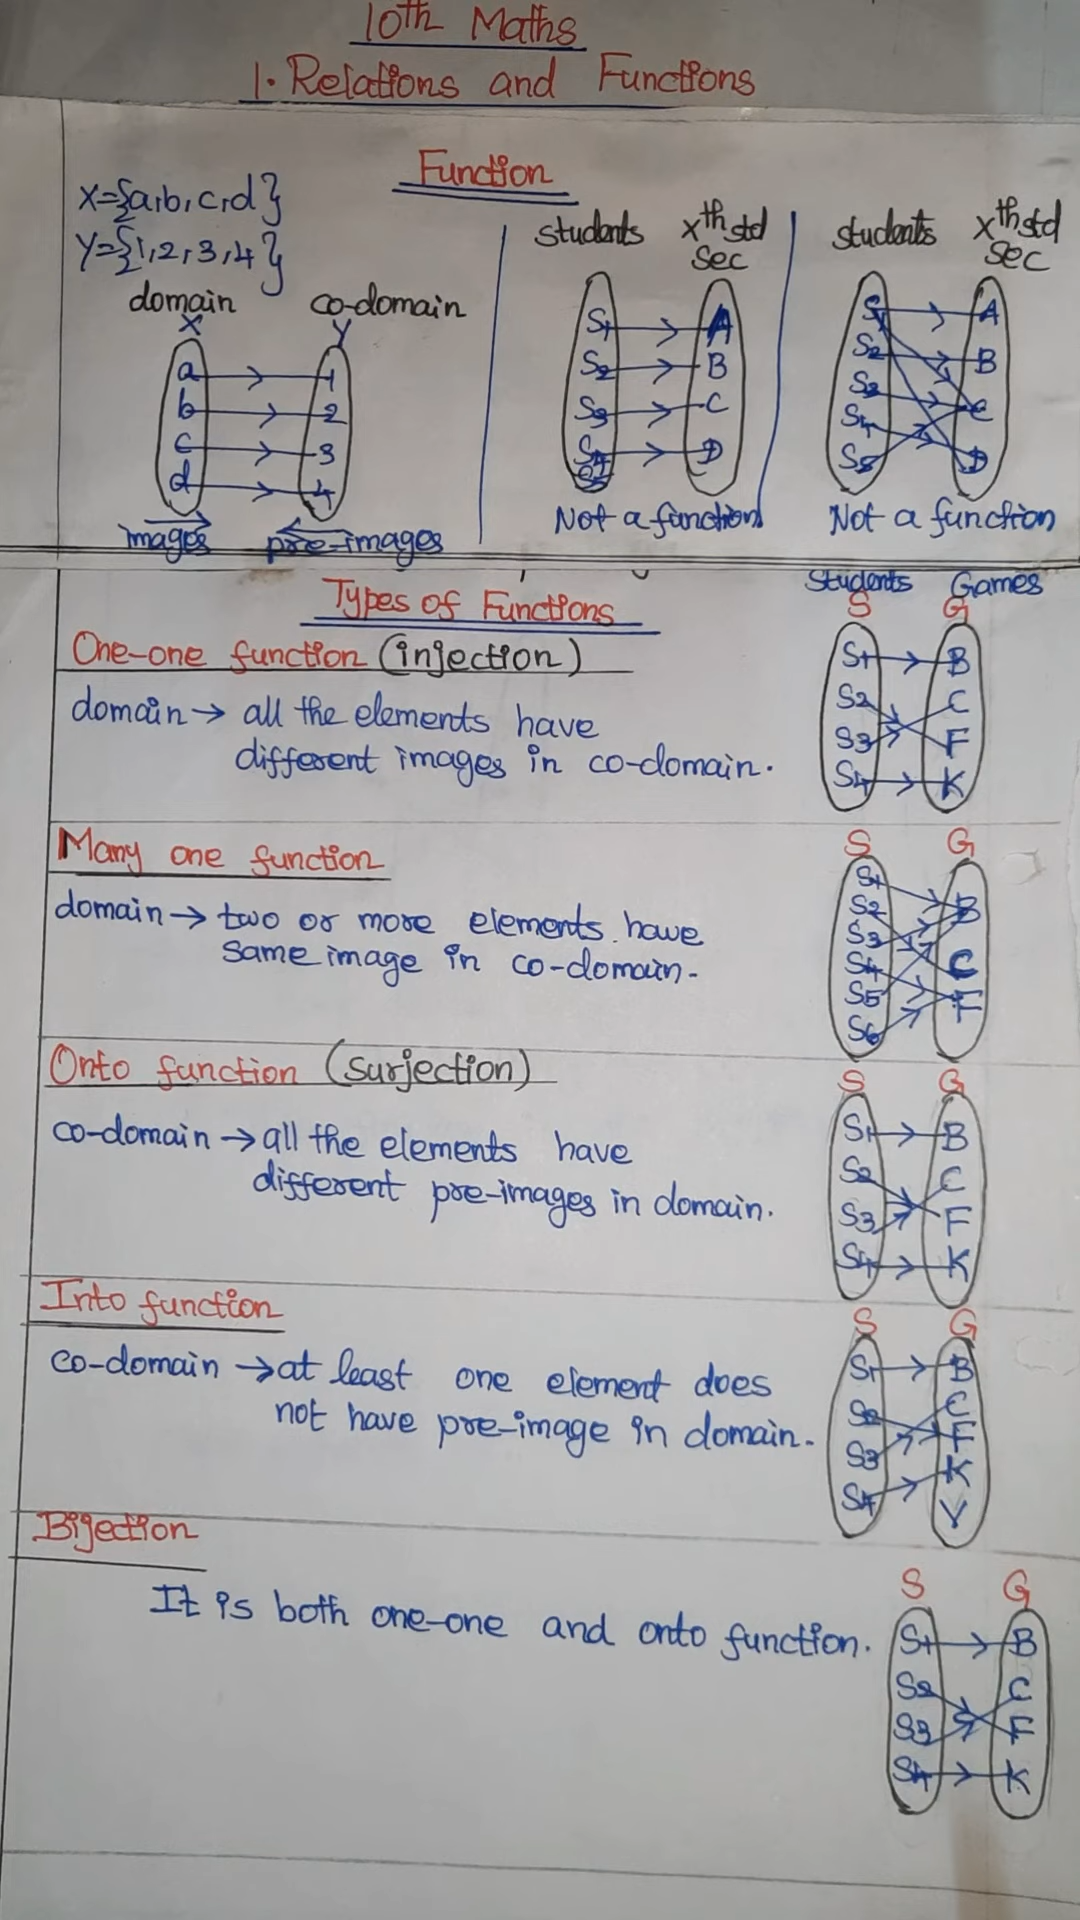 10th Maths
1. Relations and Functions
Function
X={a,b,c,d}
Y={1,2,3,4}
domain co-domain
X Y
a 1
b 2
c 3
d 4
images pre-images
students Xth std
sec
S1 A
S2 B
S3 C
S4 D
S5
Not a function
students Xth std
sec
S1 A
S2 B
S3 C
S4 D
S5
Not a function
Types of Functions
One-one function (injection)
domain → all the elements have
different images in co-domain.
Students Games
S G
S1 B
S2 C
S3 F
S4 K
Many one function
domain → two or more elements have
same image in co-domain.
S G
S1 B
S2 C
S3 F
S4
S5
S6
Onto function (surjection)
co-domain → all the elements have
different pre-images in domain.
S G
S1 B
S2 C
S3 F
S4 K
Into function
co-domain → at least one element does
not have pre-image in domain.
S G
S1 B
S2 C
S3 F
S4 K
V
Bijection
It is both one-one and onto function.
S G
S1 B
S2 C
S3 F
S4 K